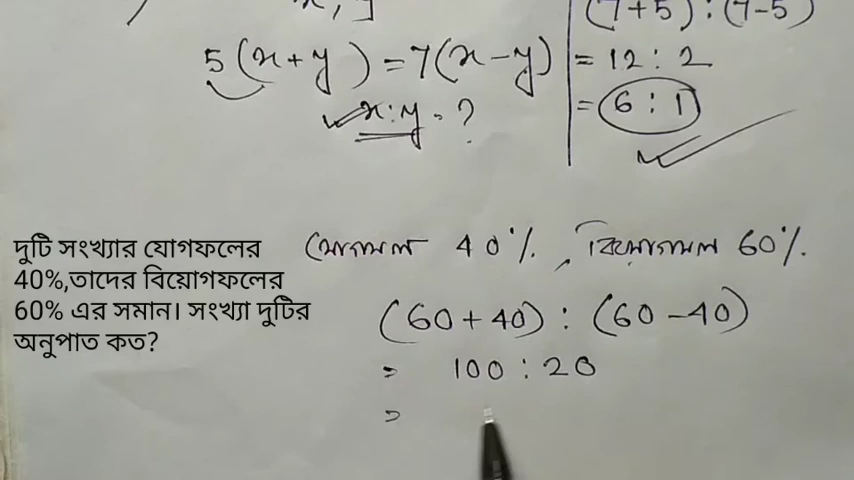 x, y
(7+5) : (7-5)
5(x+y) = 7(x-y)
= 12 : 2
x:y = ?
= 6 : 1
দুটি সংখ্যার যোগফলের
40%,তাদের বিয়োগফলের
60% এর সমান। সংখ্যা দুটির
অনুপাত কত?
যোগফল 40%, বিয়োগফল 60%.
(60+40) : (60-40)
= 100 : 20
=